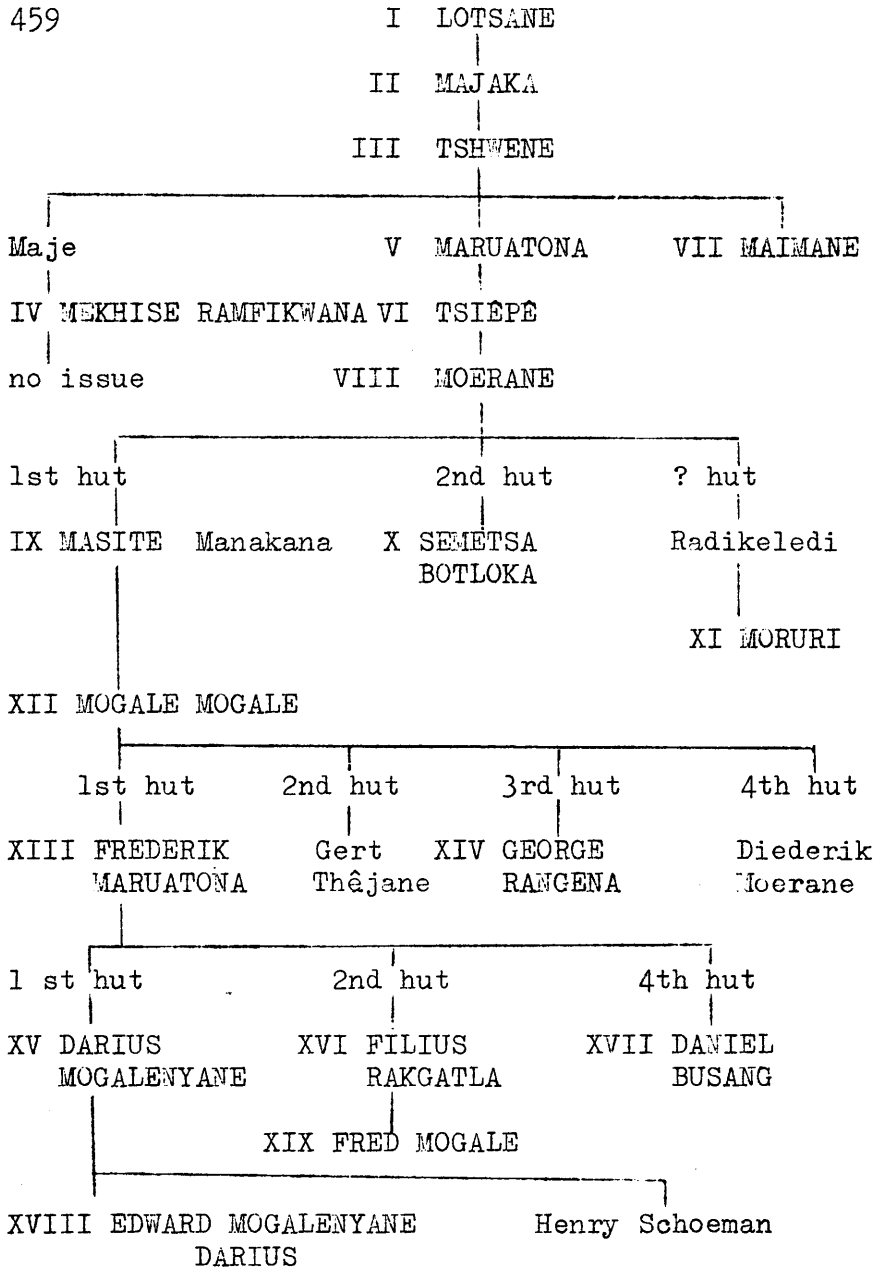 459 I LOTSANE
II MAJAKA
III TSHWENE
Maje V MARUATONA VII MAIMANE
IV MEKHISE RAMFIKWANA VI TSIÊPÊ
no issue VIII MOERANE
1st hut 2nd hut ? hut
IX MASITE Manakana X SEMETSA Radikeledi
BOTLOKA
XI MORURI
XII MOGALE MOGALE
1st hut 2nd hut 3rd hut 4th hut
XIII FREDERIK Gert XIV GEORGE Diederik
MARUATONA Thêjane RANGENA Moerane
1 st hut 2nd hut 4th hut
XV DARIUS XVI FILIUS XVII DANIEL
MOGALENYANE RAKGATLA BUSANG
XIX FRED MOGALE
XVIII EDWARD MOGALENYANE Henry Schoeman
DARIUS